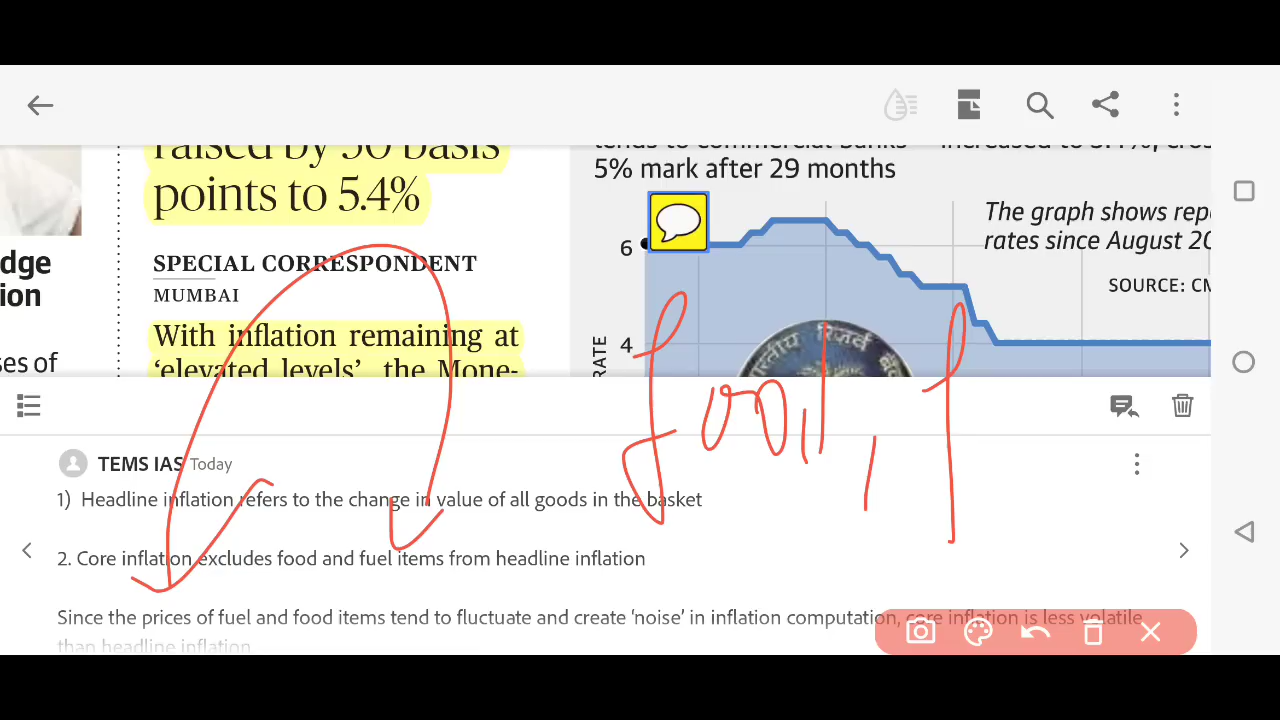 raised by 50 basis
points to 5.4%
SPECIAL CORRESPONDENT
MUMBAI
With inflation remaining at
‘elevated levels’, the Mone-
dge
ion
ses of
5% mark after 29 months
The graph shows rep
rates since August 20
SOURCE: CM
6
4
RATE
भारतीय रिज़र्व बैंक
food, f
TEMS IAS Today
1) Headline inflation refers to the change in value of all goods in the basket
2. Core inflation excludes food and fuel items from headline inflation
Since the prices of fuel and food items tend to fluctuate and create ‘noise’ in inflation computation, core inflation is less volatile
than headline inflation